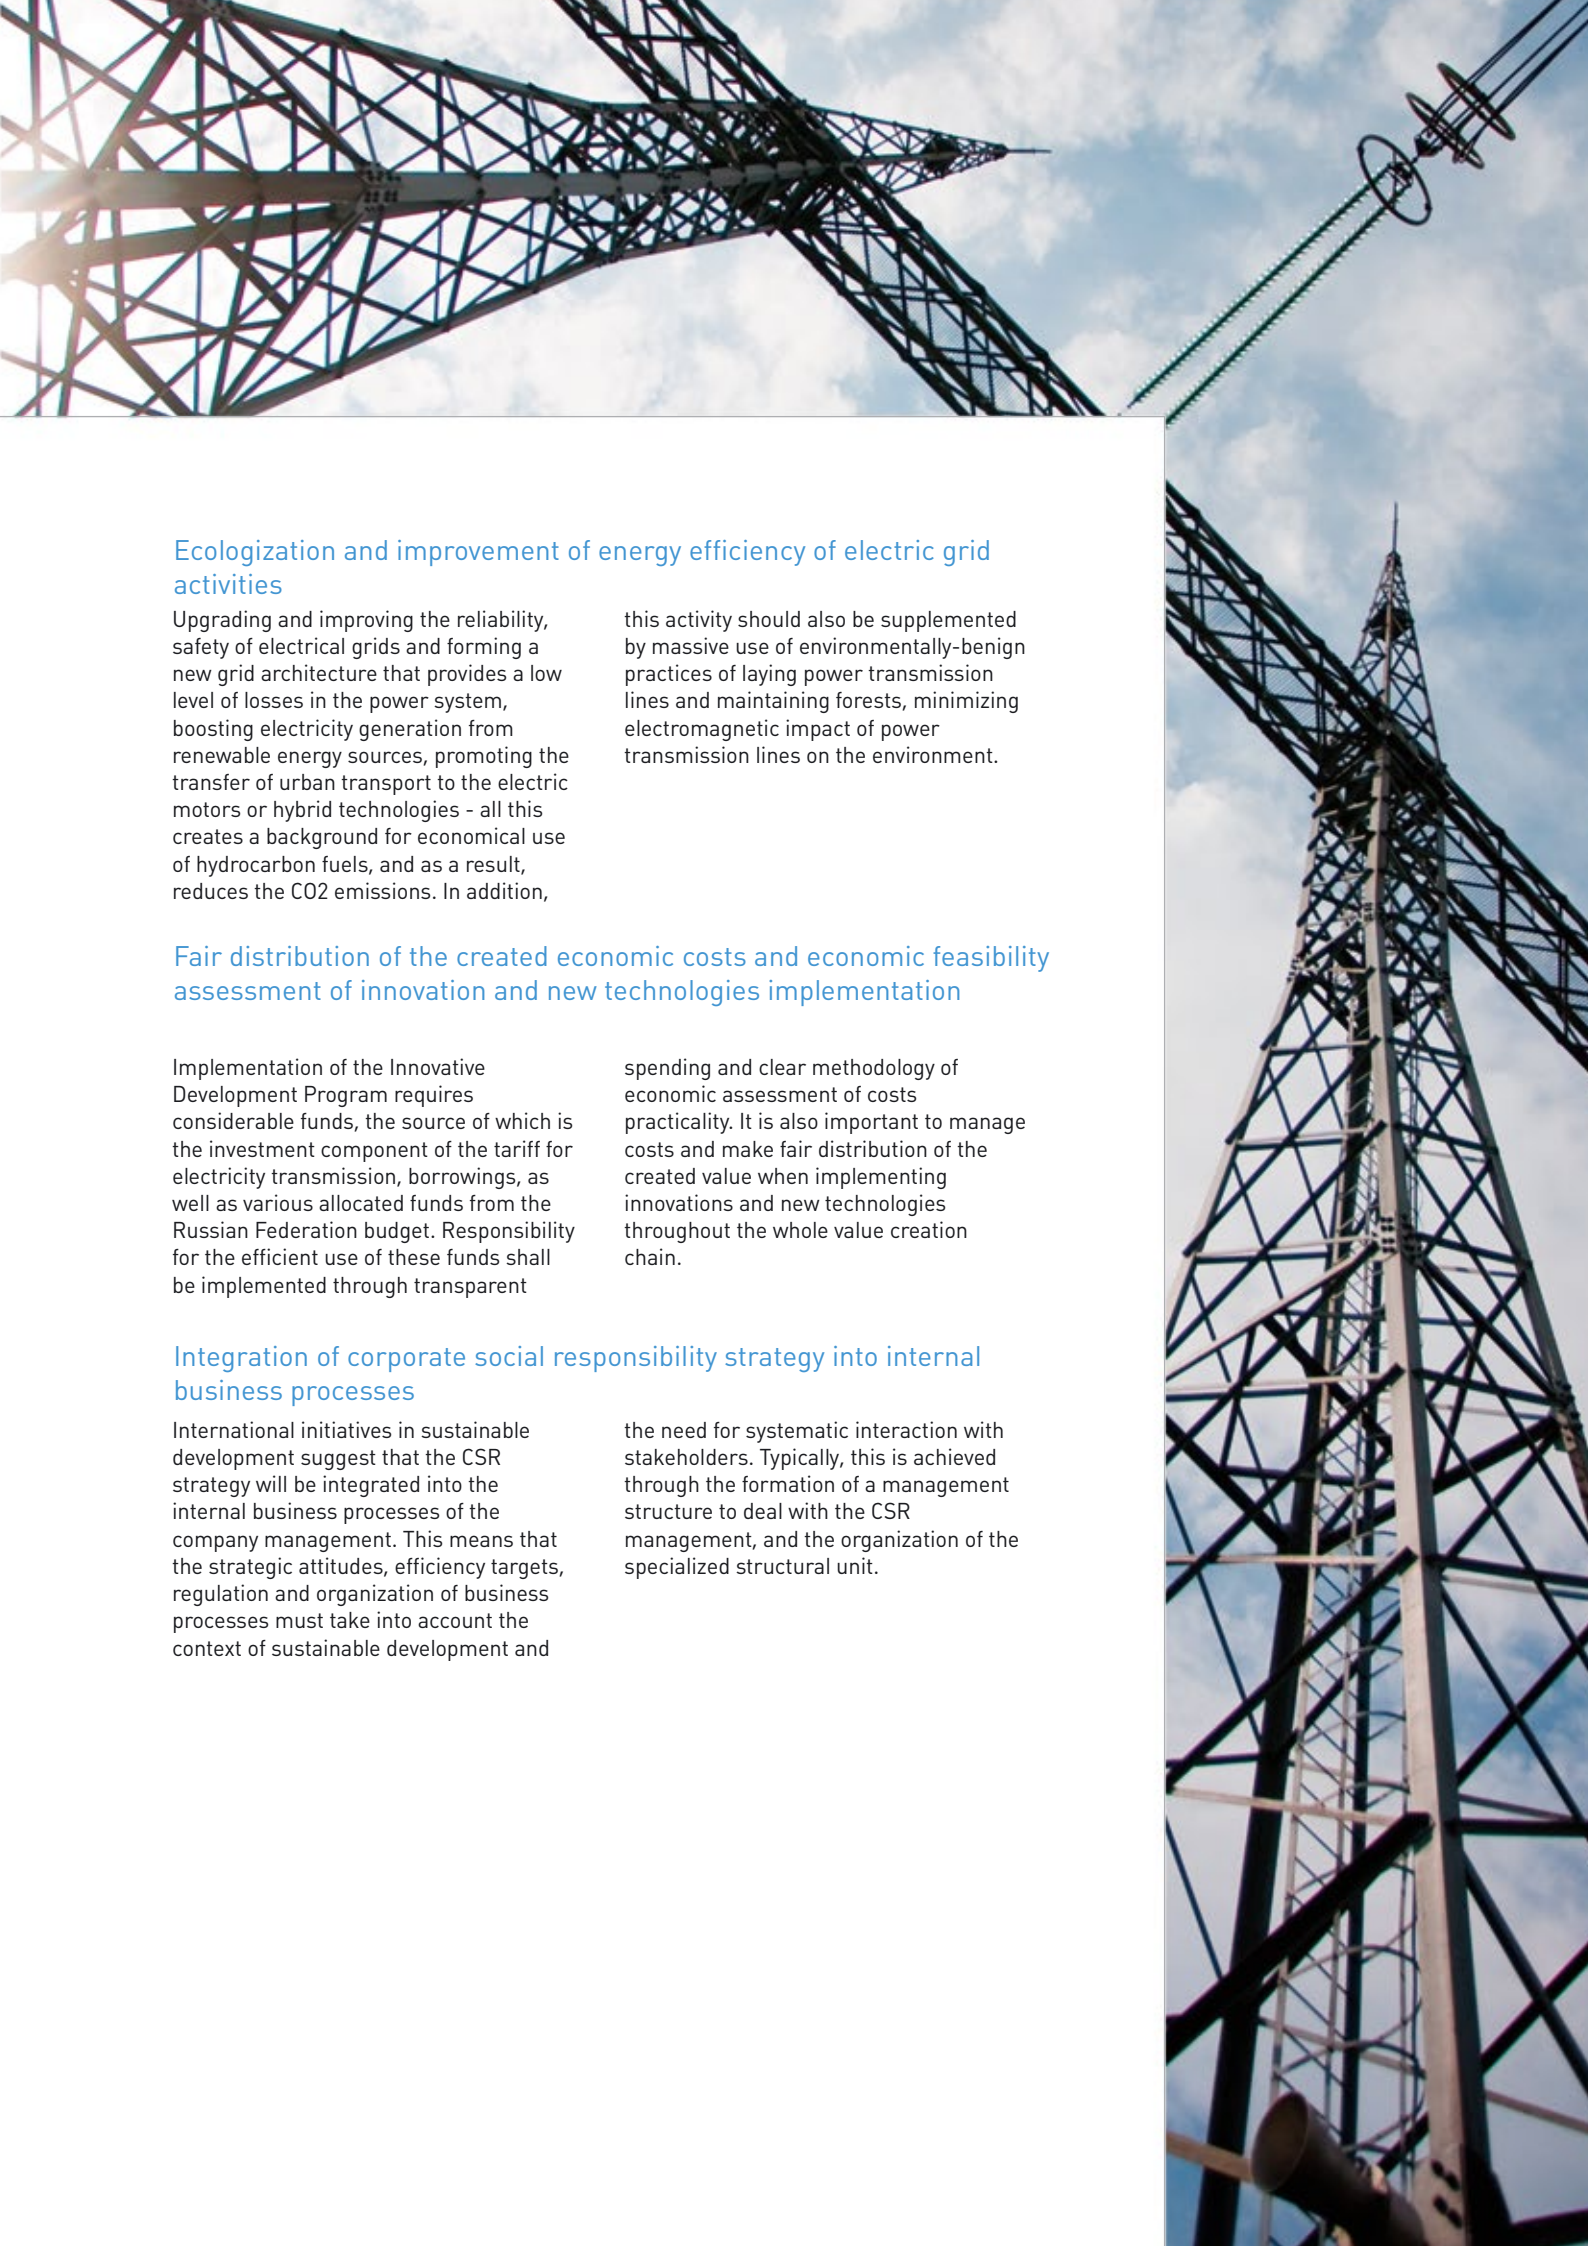 Ecologization and improvement of energy efficiency of electric grid
activities
Upgrading and improving the reliability,
safety of electrical grids and forming a
new grid architecture that provides a low
level of losses in the power system,
boosting electricity generation from
renewable energy sources, promoting the
transfer of urban transport to the electric
motors or hybrid technologies - all this
creates a background for economical use
of hydrocarbon fuels, and as a result,
reduces the CO2 emissions. In addition,
this activity should also be supplemented
by massive use of environmentally-benign
practices of laying power transmission
lines and maintaining forests, minimizing
electromagnetic impact of power
transmission lines on the environment.
Fair distribution of the created economic costs and economic feasibility
assessment of innovation and new technologies implementation
Implementation of the Innovative
Development Program requires
considerable funds, the source of which is
the investment component of the tariff for
electricity transmission, borrowings, as
well as various allocated funds from the
Russian Federation budget. Responsibility
for the efficient use of these funds shall
be implemented through transparent
spending and clear methodology of
economic assessment of costs
practicality. It is also important to manage
costs and make fair distribution of the
created value when implementing
innovations and new technologies
throughout the whole value creation
chain.
Integration of corporate social responsibility strategy into internal
business processes
International initiatives in sustainable
development suggest that the CSR
strategy will be integrated into the
internal business processes of the
company management. This means that
the strategic attitudes, efficiency targets,
regulation and organization of business
processes must take into account the
context of sustainable development and
the need for systematic interaction with
stakeholders. Typically, this is achieved
through the formation of a management
structure to deal with the CSR
management, and the organization of the
specialized structural unit.